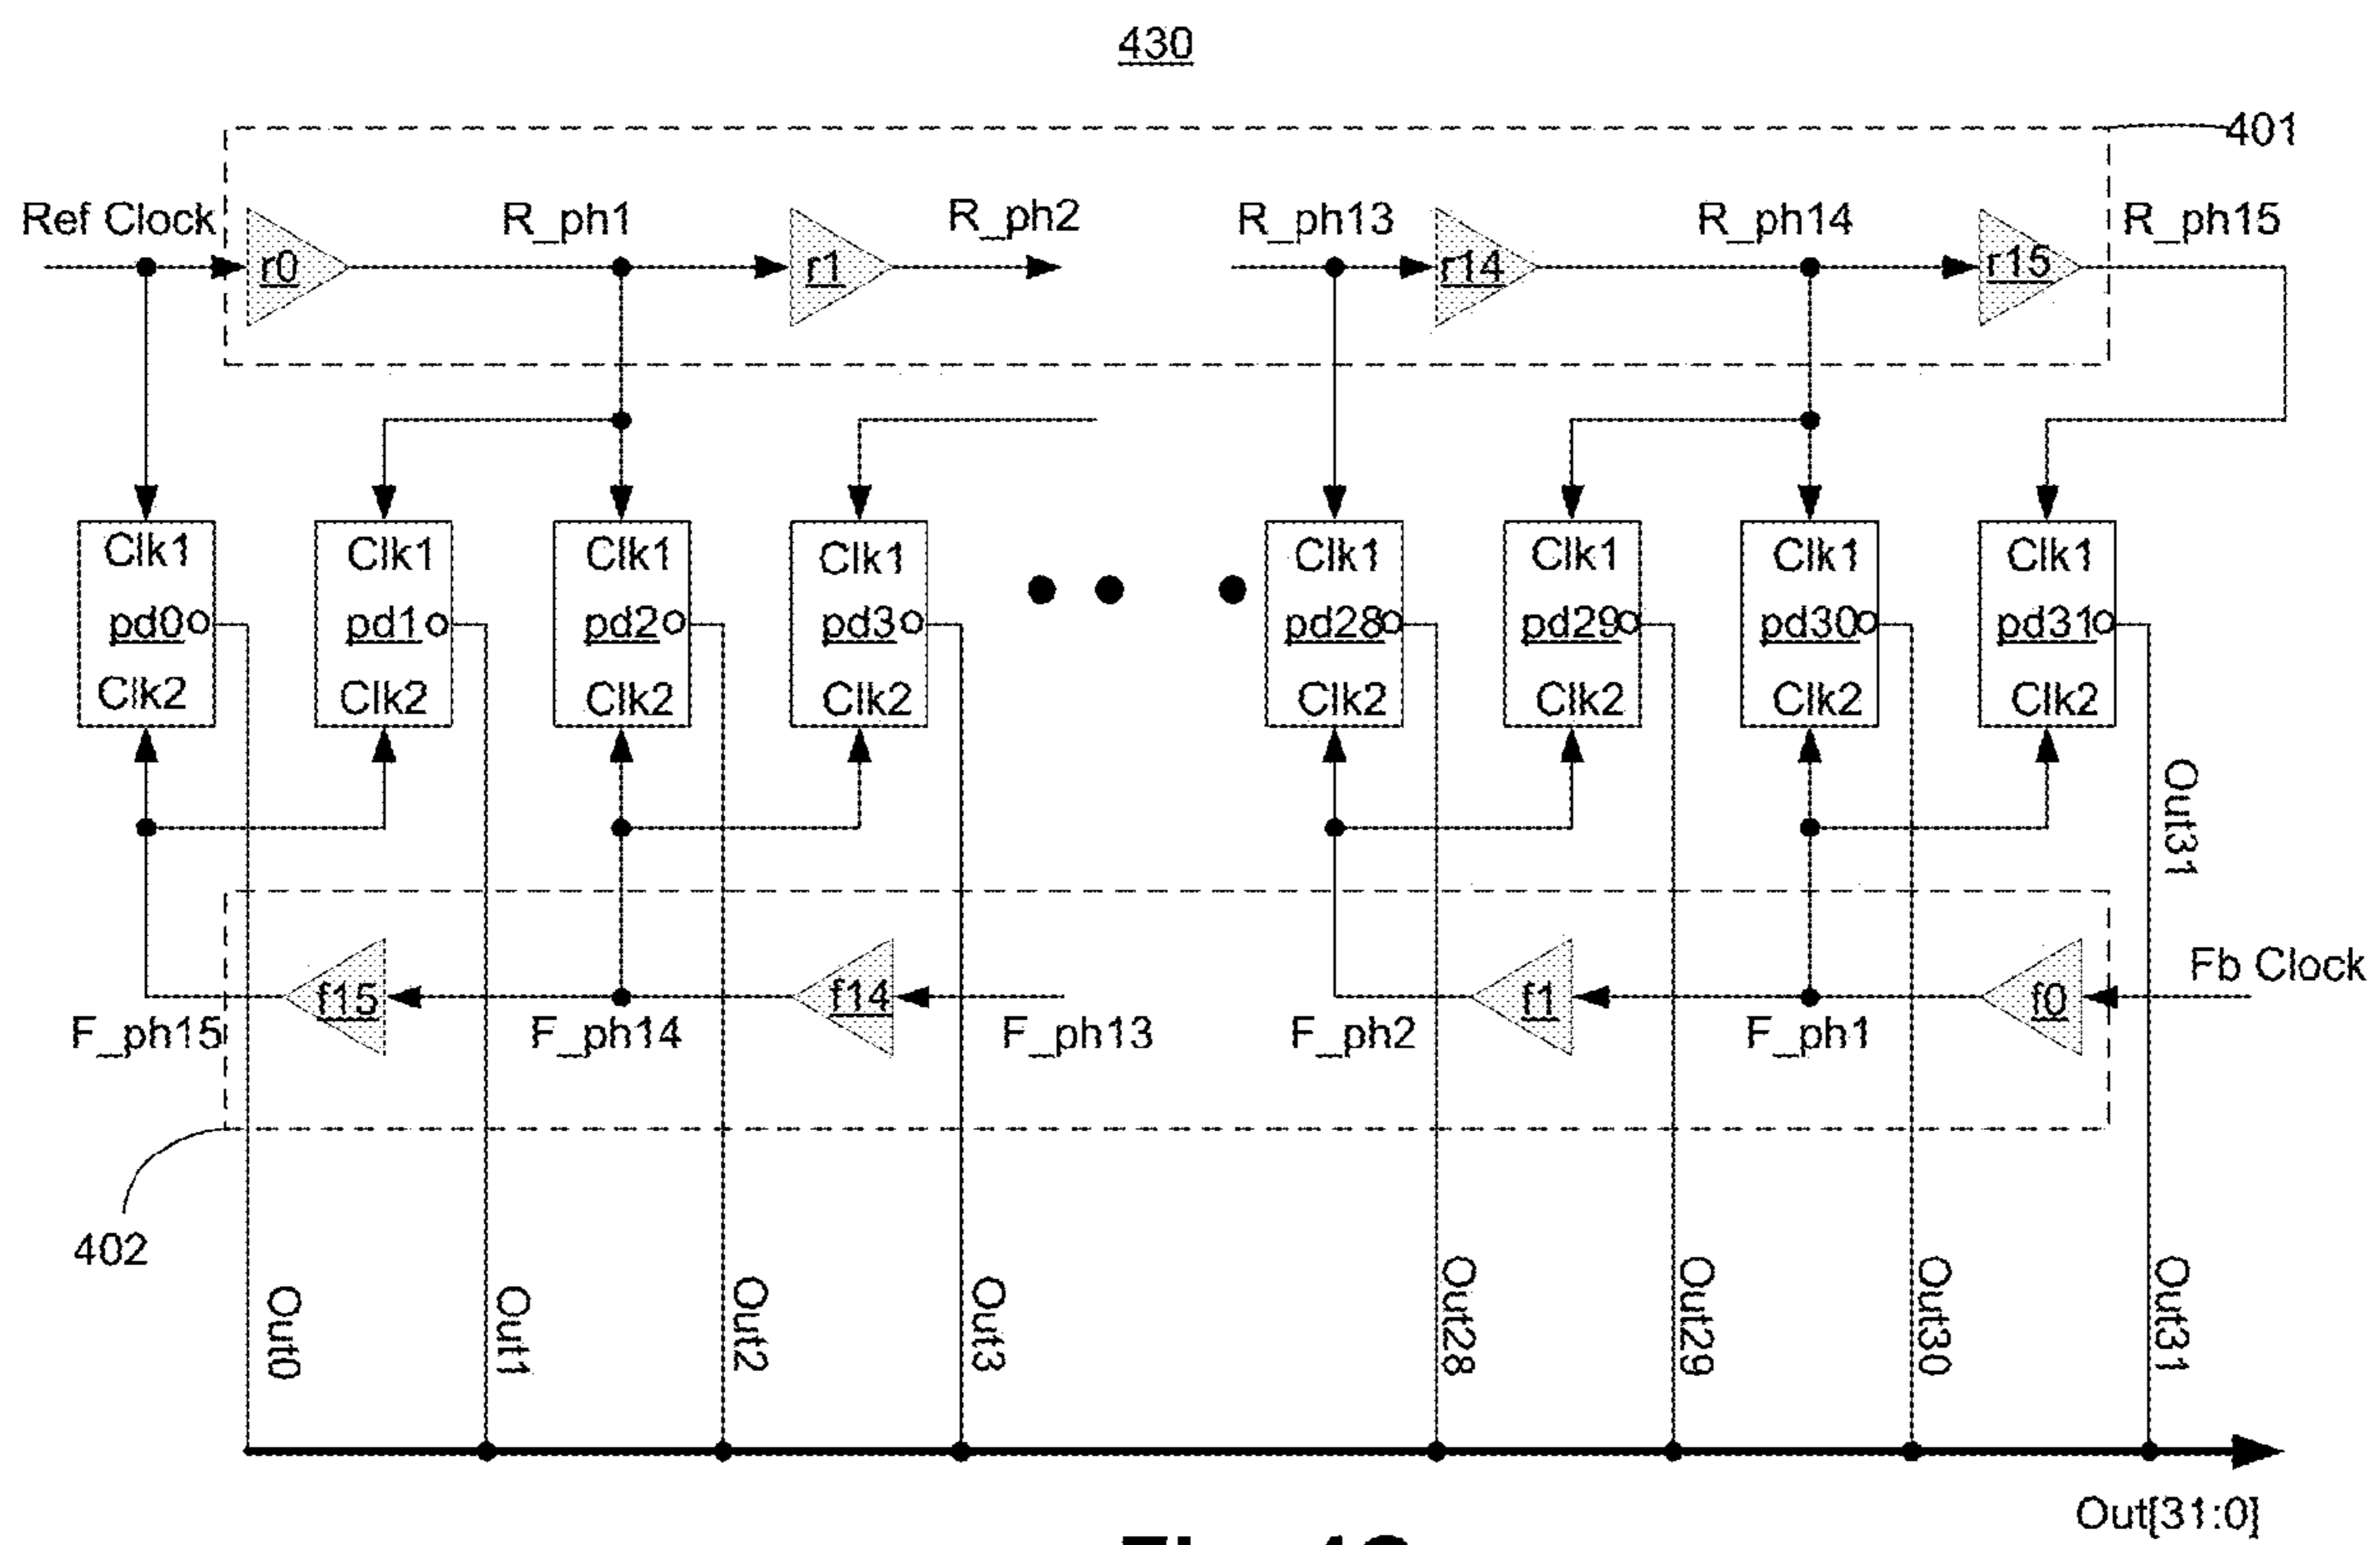 430
401
Ref Clock
R_ph1
R_ph2
R_ph13
R_ph14
R_ph15
r0
r1
r14
r15
Clk1
Clk1
Clk1
Clk1
Clk1
Clk1
Clk1
Clk1
pd0
pd1
pd2
pd3
pd28
pd29
pd30
pd31
Clk2
Clk2
Clk2
Clk2
Clk2
Clk2
Clk2
Clk2
Out31
f15
f14
f1
f0
Fb Clock
F_ph15
F_ph14
F_ph13
F_ph2
F_ph1
402
Out0
Out1
Out2
Out3
Out28
Out29
Out30
Out31
Out[31:0]